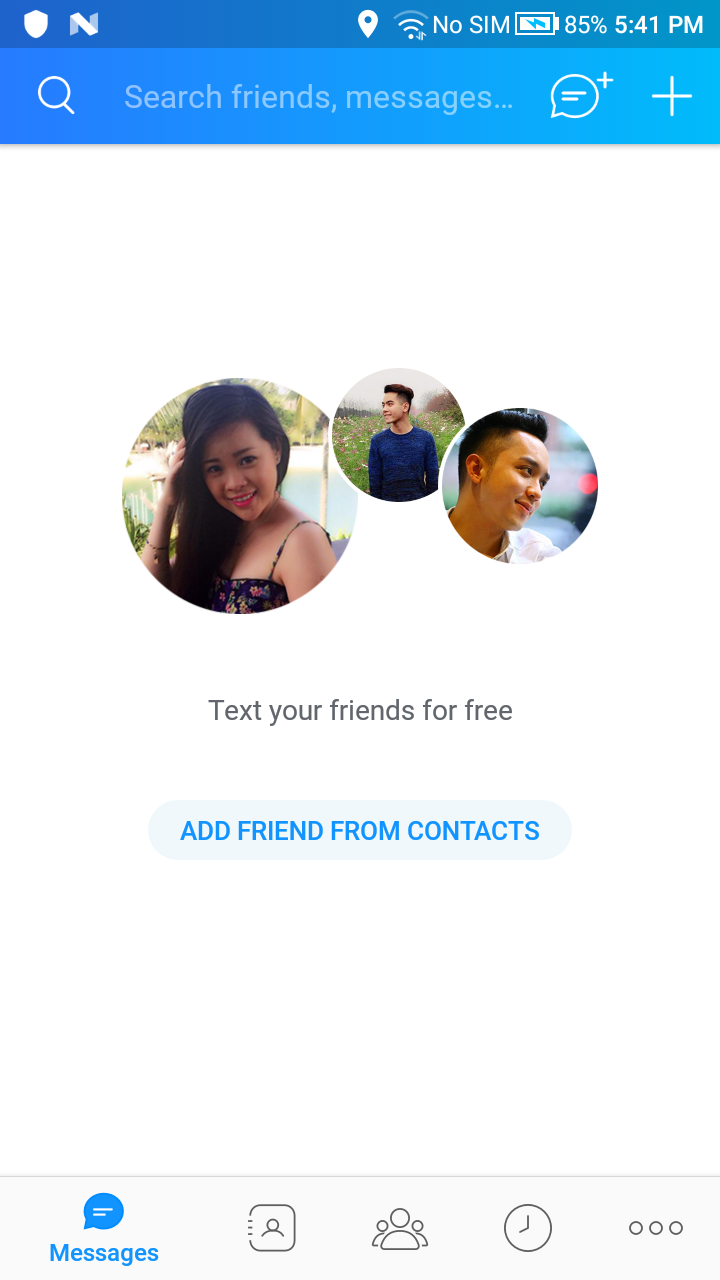 No SIM 85% 5:41 PM
Search friends, messages...
Text your friends for free
ADD FRIEND FROM CONTACTS
Messages